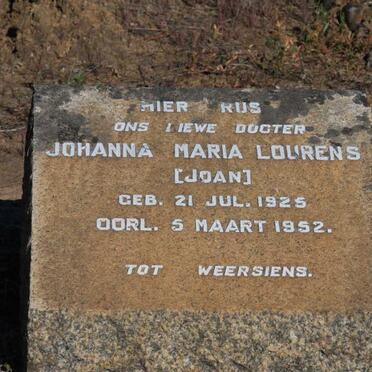 HIER RUS
ONS LIEWE DOGTER
JOHANNA MARIA LOURENS
[JOAN]
GEB. 21 JUL. 1925
OORL. 5 MAART 1952.
TOT WEERSIENS.